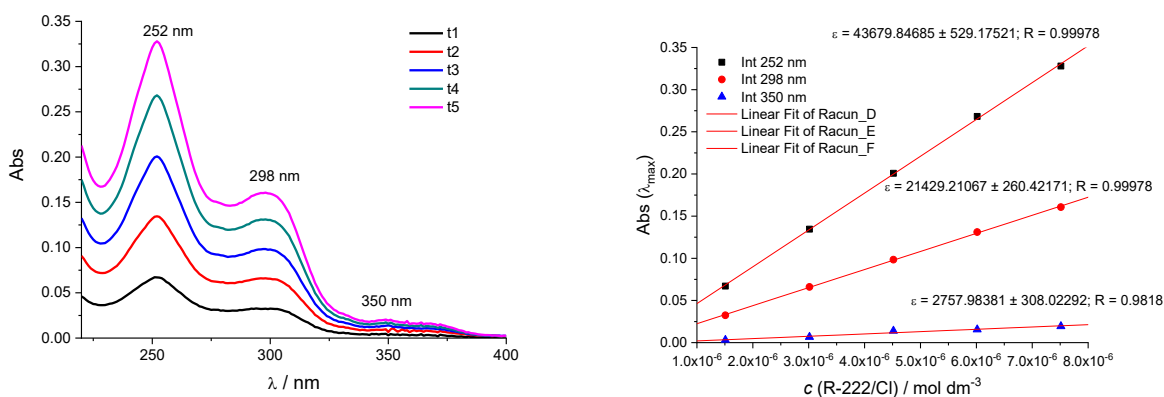 0.35
0.30
0.25
0.20
0.15
0.10
0.05
0.00
Abs
252 nm
298 nm
350 nm
t1
t2
t3
t4
t5
250
300
350
400
λ / nm
ε = 43679.84685 ± 529.17521; R = 0.99978
0.35
0.30
0.25
0.20
0.15
0.10
0.05
0.00
Abs (λmax)
Int 252 nm
Int 298 nm
Int 350 nm
Linear Fit of Racun_D
Linear Fit of Racun_E
Linear Fit of Racun_F
ε = 21429.21067 ± 260.42171; R = 0.99978
ε = 2757.98381 ± 308.02292; R = 0.9818
1.0x10⁻⁶ 2.0x10⁻⁶ 3.0x10⁻⁶ 4.0x10⁻⁶ 5.0x10⁻⁶ 6.0x10⁻⁶ 7.0x10⁻⁶ 8.0x10⁻⁶
c (R-222/Cl) / mol dm⁻³